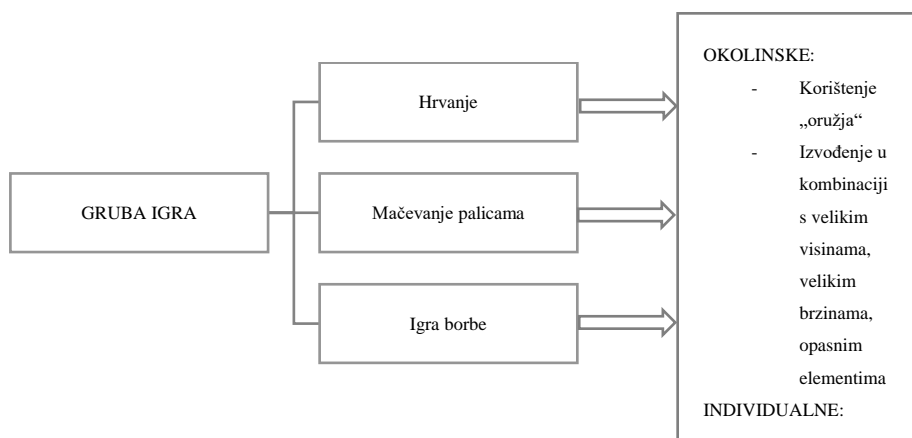 GRUBA IGRA
Hrvanje
Mačevanje palicama
Igra borbe
OKOLINSKE:
- Korištenje
„oružja“
- Izvođenje u
kombinaciji
s velikim
visinama,
velikim
brzinama,
opasnim
elementima
INDIVIDUALNE: